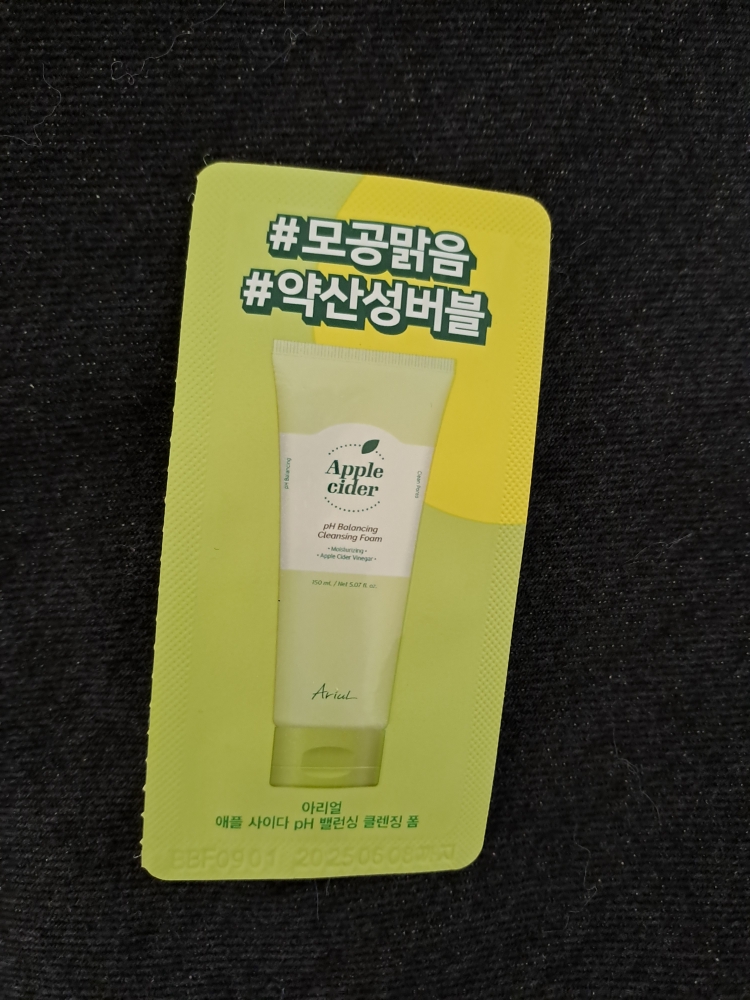 #모공맑음
#약산성버블
Apple
cider
pH Balancing
Cleansing Foam
• Moisturizing •
• Apple Cider Vinegar •
150 mL / Net 5.07 fl. oz.
Ariul
아리얼
애플 사이다 pH 밸런싱 클렌징 폼
BBF0901